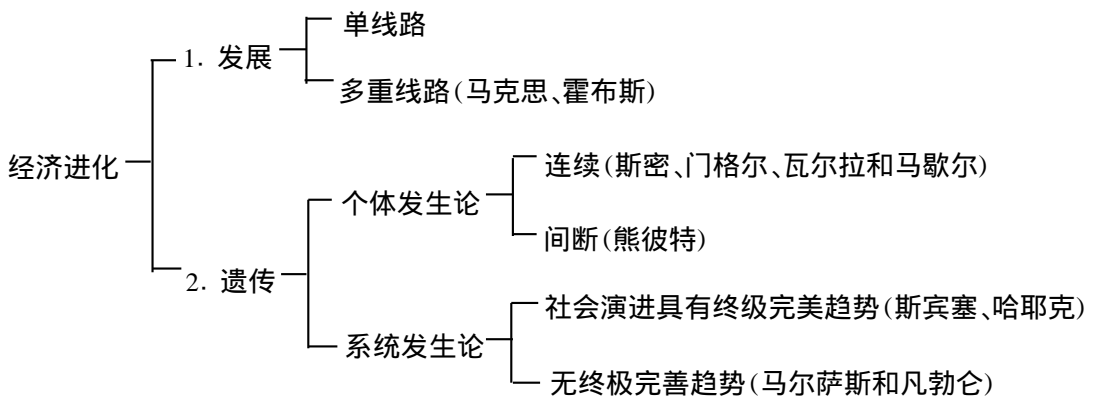 单线路
1. 发展
多重线路(马克思、霍布斯)
经济进化
连续(斯密、门格尔、瓦尔拉和马歇尔)
个体发生论
间断(熊彼特)
2. 遗传
社会演进具有终级完美趋势(斯宾塞、哈耶克)
系统发生论
无终极完善趋势(马尔萨斯和凡勃仑)